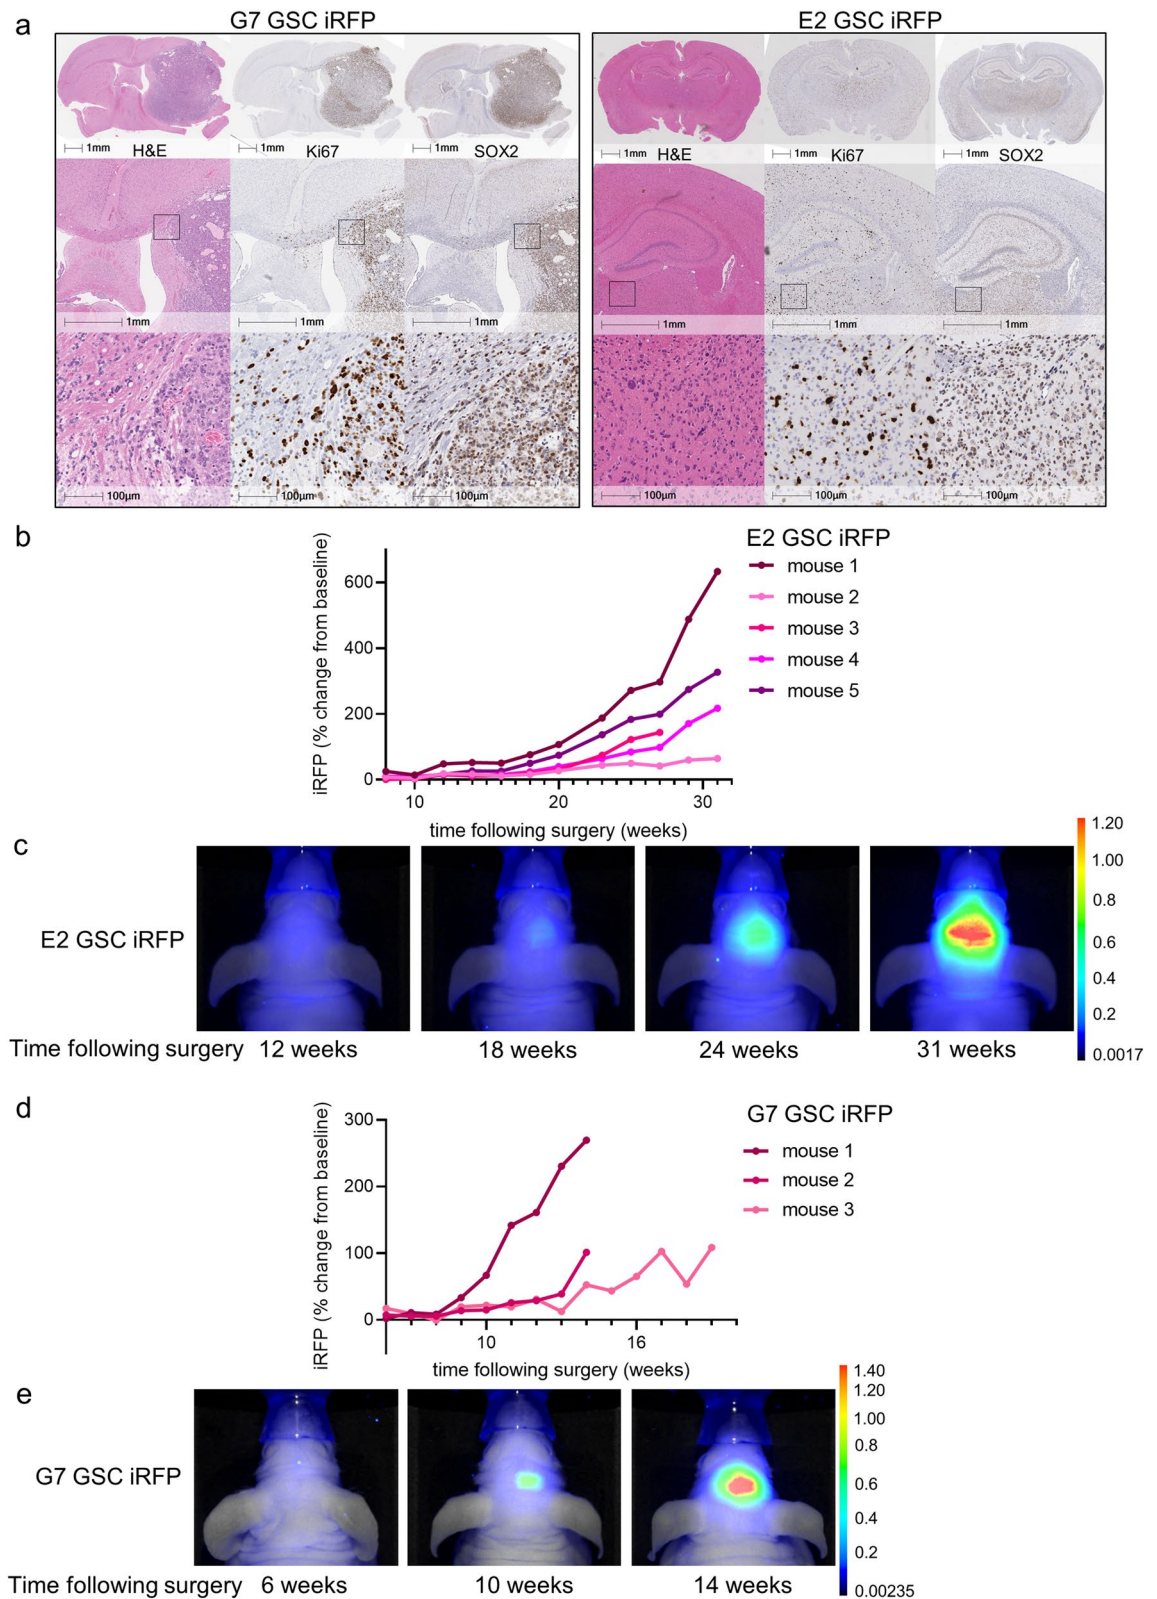 a
G7 GSC iRFP
E2 GSC iRFP
1mm H&E 1mm Ki67 1mm SOX2
1mm H&E 1mm Ki67 1mm SOX2
1mm 1mm 1mm
1mm 1mm 1mm
100µm 100µm 100µm
100µm 100µm 100µm
b
iRFP (% change from baseline)
600
400
200
0
10 20 30
time following surgery (weeks)
E2 GSC iRFP
mouse 1
mouse 2
mouse 3
mouse 4
mouse 5
c
E2 GSC iRFP
1.20
1.00
0.8
0.6
0.4
0.2
0.0017
Time following surgery 12 weeks 18 weeks 24 weeks 31 weeks
d
iRFP (% change from baseline)
300
200
100
0
10 16
time following surgery (weeks)
G7 GSC iRFP
mouse 1
mouse 2
mouse 3
e
G7 GSC iRFP
1.40
1.20
1.00
0.8
0.6
0.4
0.2
0.00235
Time following surgery 6 weeks 10 weeks 14 weeks